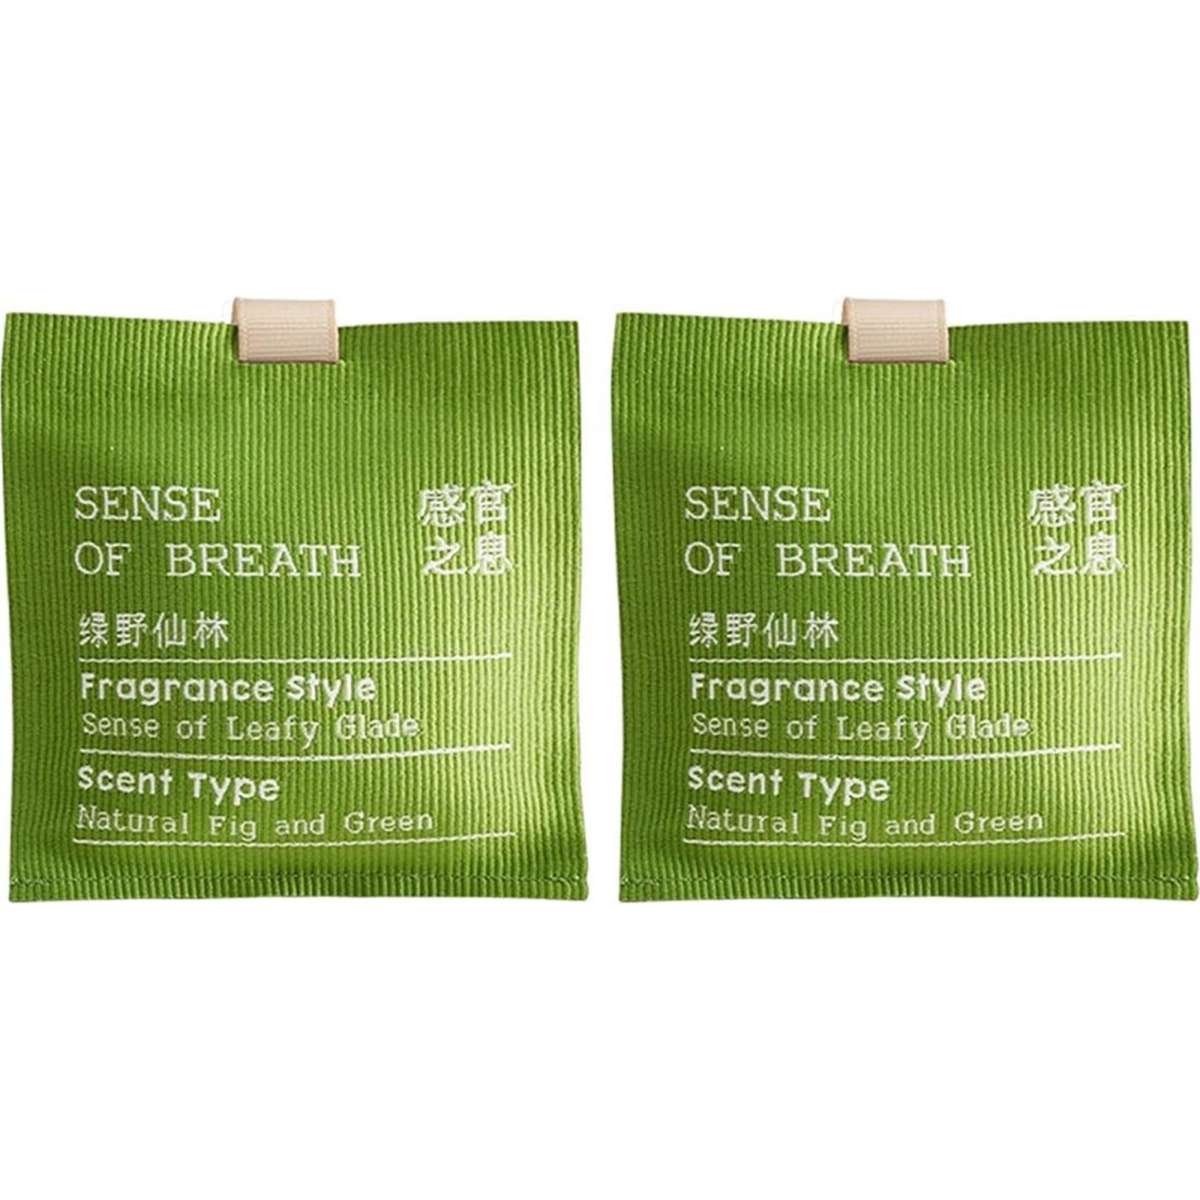 SENSE
OF BREATH
感官
之息
绿野仙林
Fragrance Style
Sense of Leafy Glade
Scent Type
Natural Fig and Green
SENSE
OF BREATH
感官
之息
绿野仙林
Fragrance Style
Sense of Leafy Glade
Scent Type
Natural Fig and Green